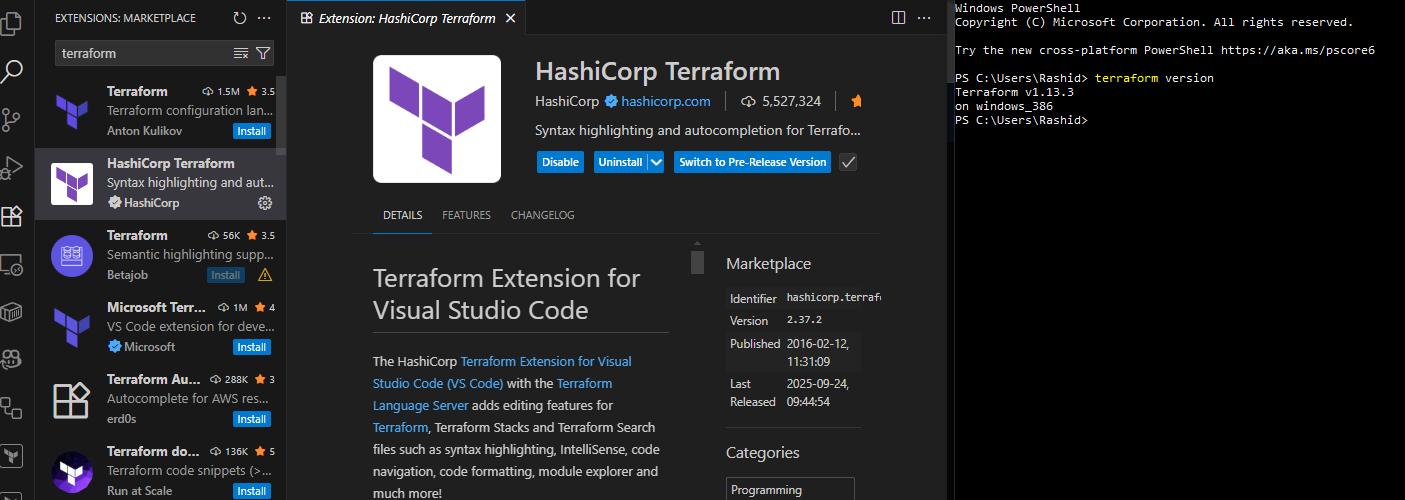 EXTENSIONS: MARKETPLACE
terraform
Terraform 1.5M 3.5
Terraform configuration lan...
Anton Kulikov Install
HashiCorp Terraform
Syntax highlighting and aut...
HashiCorp
Terraform 56K 3.5
Semantic highlighting supp...
Betajob Install
Microsoft Terr... 1M 4
VS Code extension for deve...
Microsoft Install
Terraform Au... 288K 3
Autocomplete for AWS res...
erd0s Install
Terraform do... 136K 5
Terraform code snippets (>...
Run at Scale Install
Extension: HashiCorp Terraform
HashiCorp Terraform
HashiCorp hashicorp.com 5,527,324
Syntax highlighting and autocompletion for Terrafo...
Disable Uninstall Switch to Pre-Release Version
DETAILS FEATURES CHANGELOG
Terraform Extension for
Visual Studio Code
The HashiCorp Terraform Extension for Visual
Studio Code (VS Code) with the Terraform
Language Server adds editing features for
Terraform, Terraform Stacks and Terraform Search
files such as syntax highlighting, IntelliSense, code
navigation, code formatting, module explorer and
much more!
Marketplace
Identifier hashicorp.terraf
Version 2.37.2
Published 2016-02-12,
11:31:09
Last 2025-09-24,
Released 09:44:54
Categories
Programming
Windows PowerShell
Copyright (C) Microsoft Corporation. All rights reserved.
Try the new cross-platform PowerShell https://aka.ms/pscore6
PS C:\Users\Rashid> terraform version
Terraform v1.13.3
on windows_386
PS C:\Users\Rashid>